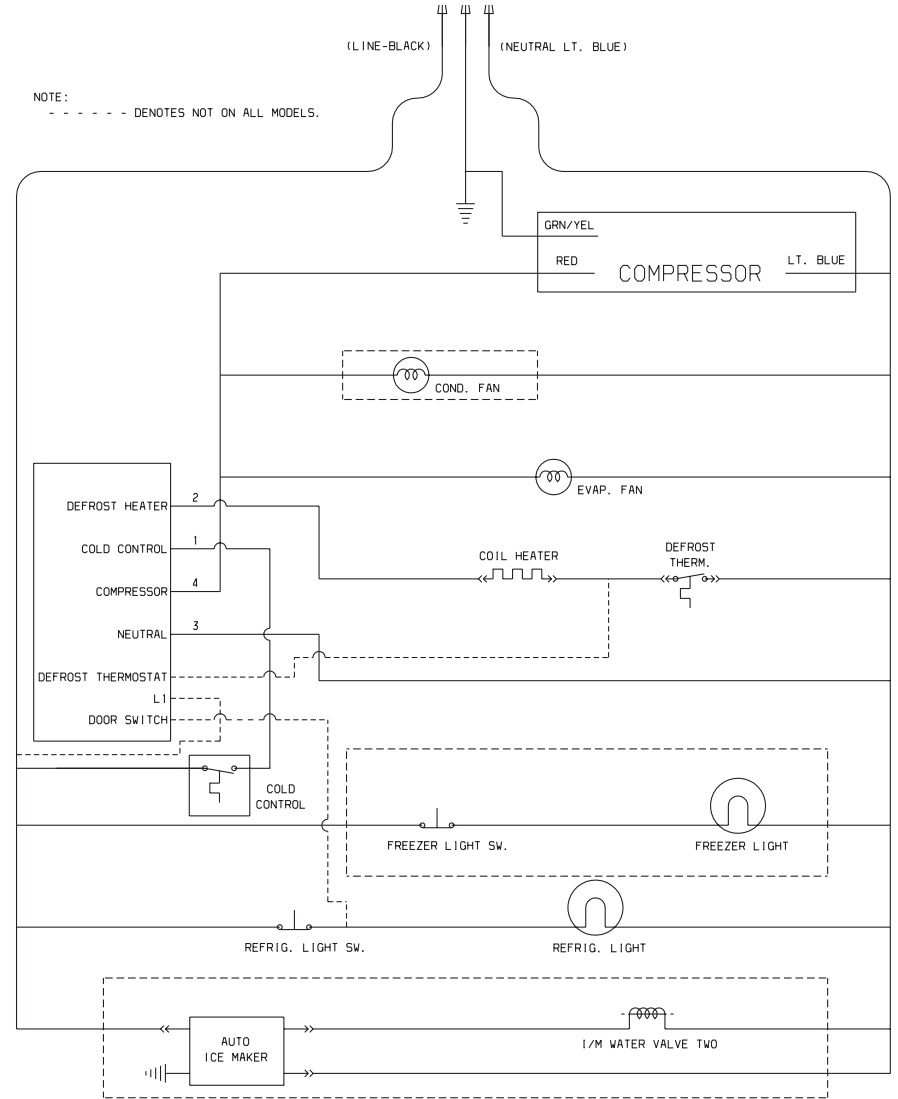 (LINE-BLACK)
(NEUTRAL LT. BLUE)
NOTE:
- - - - - - DENOTES NOT ON ALL MODELS.
GRN/YEL
RED
COMPRESSOR
LT. BLUE
COND. FAN
EVAP. FAN
DEFROST HEATER
2
COLD CONTROL
1
COMPRESSOR
4
NEUTRAL
3
DEFROST THERMOSTAT
L1
DOOR SWITCH
COIL HEATER
DEFROST
THERM.
COLD
CONTROL
FREEZER LIGHT SW.
FREEZER LIGHT
REFRIG. LIGHT SW.
REFRIG. LIGHT
AUTO
ICE MAKER
I/M WATER VALVE TWO